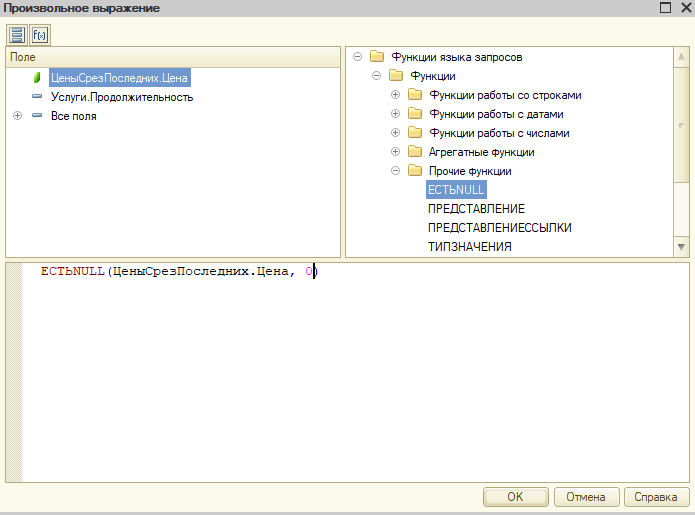 Произвольное выражение
f(x)
Поле
ЦеныСрезПоследних.Цена
Услуги.Продолжительность
Все поля
Функции языка запросов
Функции
Функции работы со строками
Функции работы с датами
Функции работы с числами
Агрегатные функции
Прочие функции
ЕСТЬNULL
ПРЕДСТАВЛЕНИЕ
ПРЕДСТАВЛЕНИЕССЫЛКИ
ТИПЗНАЧЕНИЯ
ЕСТЬNULL(ЦеныСрезПоследних.Цена, 0)
OK Отмена Справка